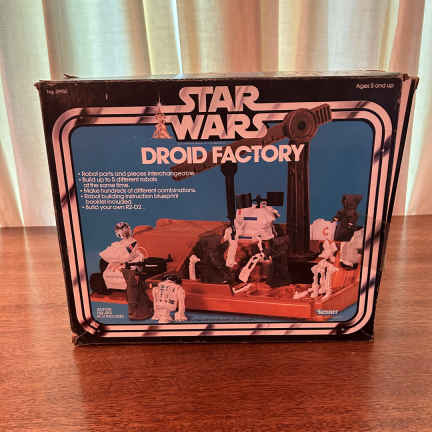 Ages 5 and up
STAR
WARS
DROID FACTORY
• Robot parts and pieces interchangeable.
• Build up to 5 different robots
at the same time.
• Make hundreds of different combinations.
• Robot building instruction blueprint
booklet included.
• Build your own R2-D2.
Kenner